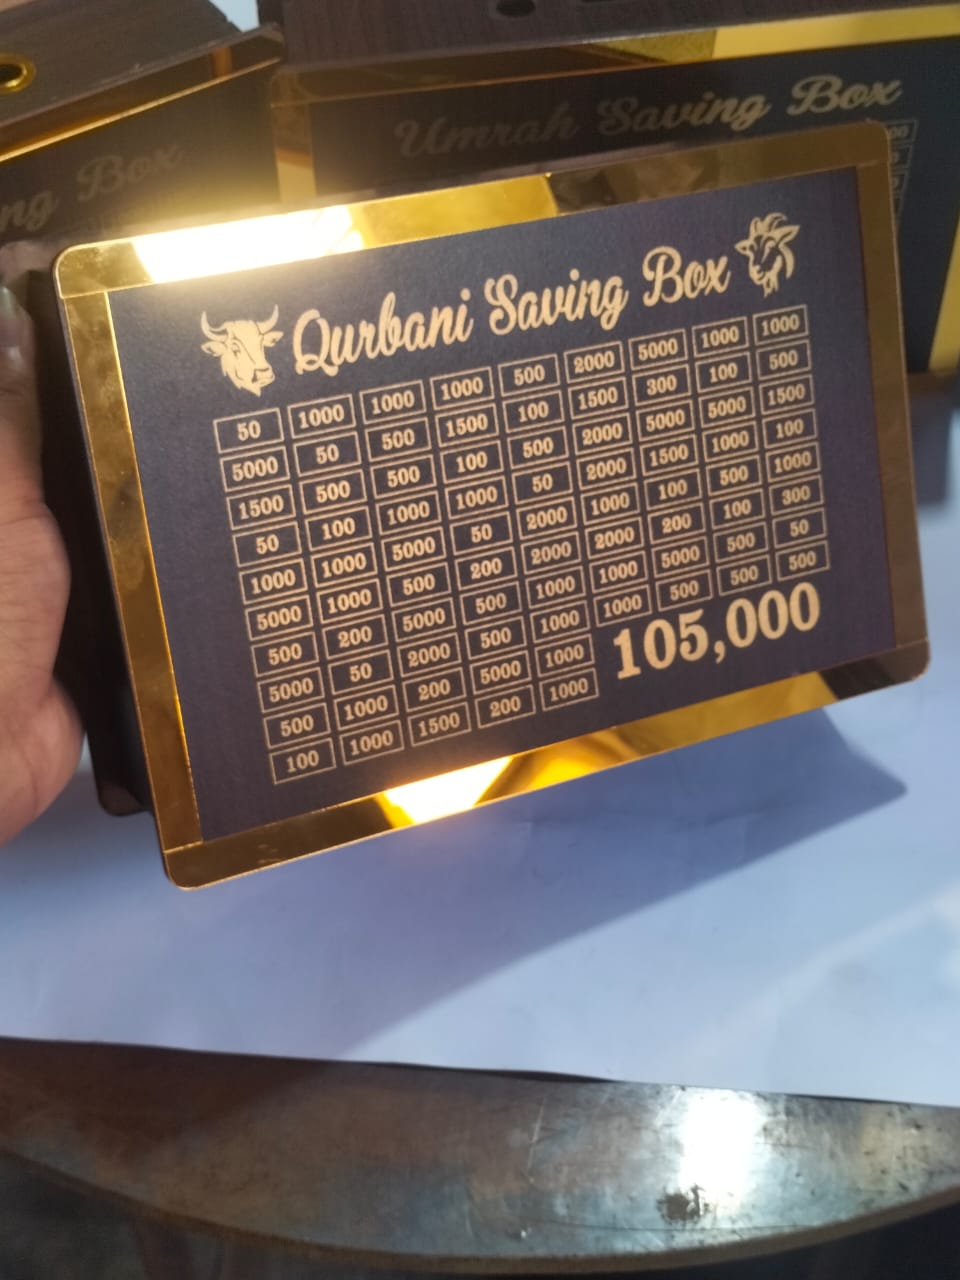 ng Box
Umrah Saving Box
Qurbani Saving Box
50 1000 1000 1000 500 2000 5000 1000 1000
5000 50 500 1500 100 1500 300 100 500
1500 500 500 100 500 2000 5000 5000 1500
50 100 1000 1000 50 2000 1500 1000 100
1000 1000 5000 50 2000 1000 100 500 1000
5000 1000 500 200 2000 2000 200 100 300
500 200 5000 500 1000 1000 5000 500 50
5000 50 2000 500 1000 1000 500 500 500
500 1000 200 5000 1000
100 1000 1500 200 1000
105,000